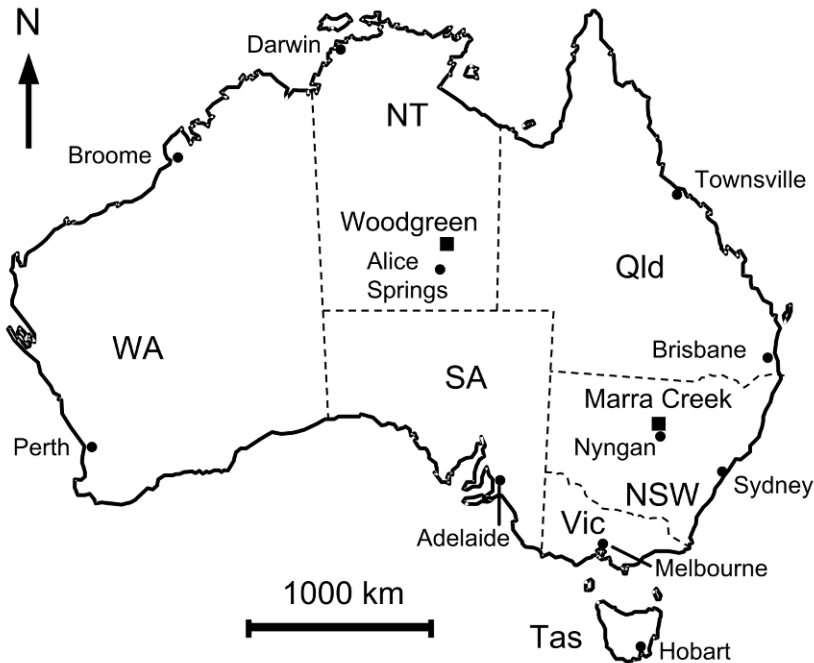 N
Darwin
NT
Broome
Townsville
Woodgreen
Alice
Springs
Qld
WA
SA
Brisbane
Marra Creek
Perth
Nyngan
NSW
Sydney
Vic
Adelaide
Melbourne
1000 km
Tas
Hobart